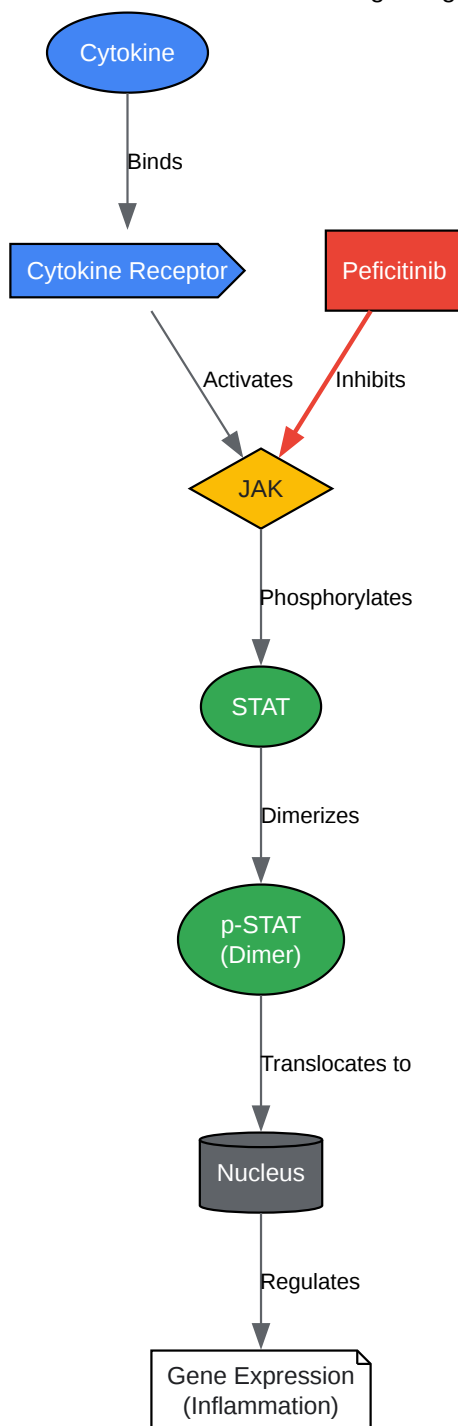 Cytokine
Binds
Cytokine Receptor
Peficitinib
Activates
Inhibits
JAK
Phosphorylates
STAT
Dimerizes
p-STAT
(Dimer)
Translocates to
Nucleus
Regulates
Gene Expression
(Inflammation)